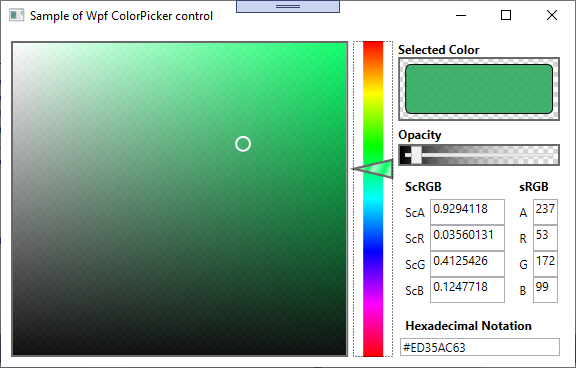 Sample of Wpf ColorPicker control
Selected Color
Opacity
ScRGB sRGB
ScA 0.9294118 A 237
ScR 0.03560131 R 53
ScG 0.4125426 G 172
ScB 0.1247718 B 99
Hexadecimal Notation
#ED35AC63